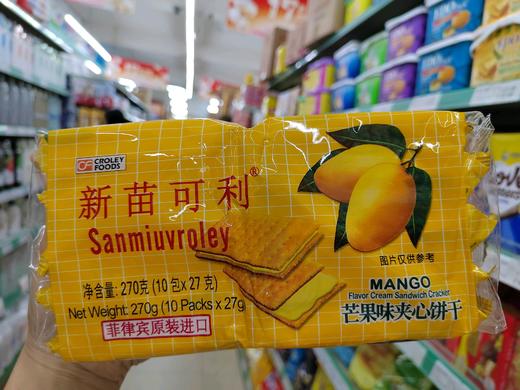 CROLEY
FOODS
新苗可利®
Sanmiuvroley
净含量: 270克 (10包x27克)
Net Weight: 270g (10 Packs x 27g
菲律宾原装进口
图片仅供参考
MANGO
Flavor Cream Sandwich Cracker
芒果味夹心饼干